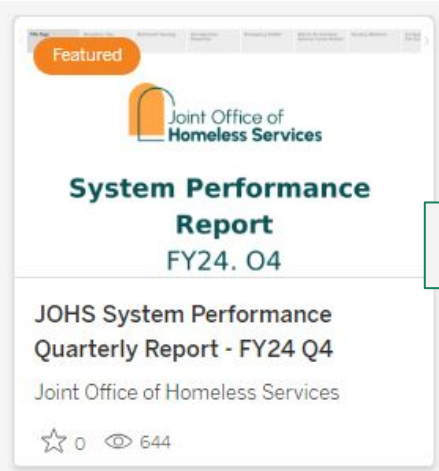 Featured
Joint Office of
Homeless Services
System Performance
Report
FY24. Q4
JOHS System Performance
Quarterly Report - FY24 Q4
Joint Office of Homeless Services
0 644